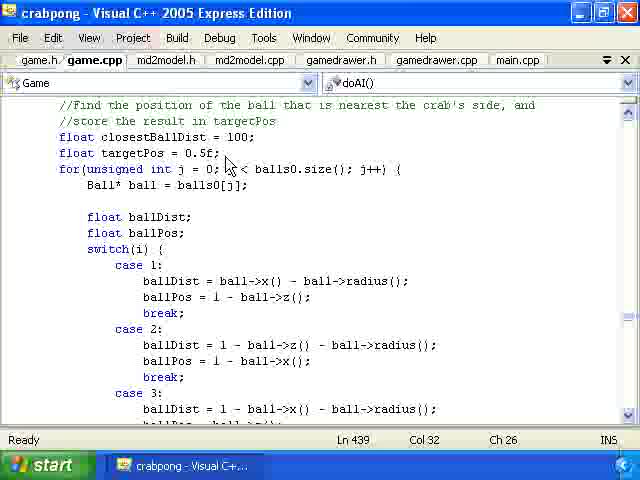 crabpong - Visual C++ 2005 Express Edition
File Edit View Project Build Debug Tools Window Community Help
game.h game.cpp md2model.h md2model.cpp gamedrawer.h gamedrawer.cpp main.cpp
Game doAI()
//Find the position of the ball that is nearest the crab's side, and
//store the result in targetPos
float closestBallDist = 100;
float targetPos = 0.5f;
for(unsigned int j = 0; < balls0.size(); j++) {
Ball* ball = balls0[j];
float ballDist;
float ballPos;
switch(i) {
case 1:
ballDist = ball->x() - ball->radius();
ballPos = 1 - ball->z();
break;
case 2:
ballDist = 1 - ball->z() - ball->radius();
ballPos = 1 - ball->x();
break;
case 3:
ballDist = 1 - ball->x() - ball->radius();
Ready Ln 439 Col 32 Ch 26 INS
start crabpong - Visual C++...